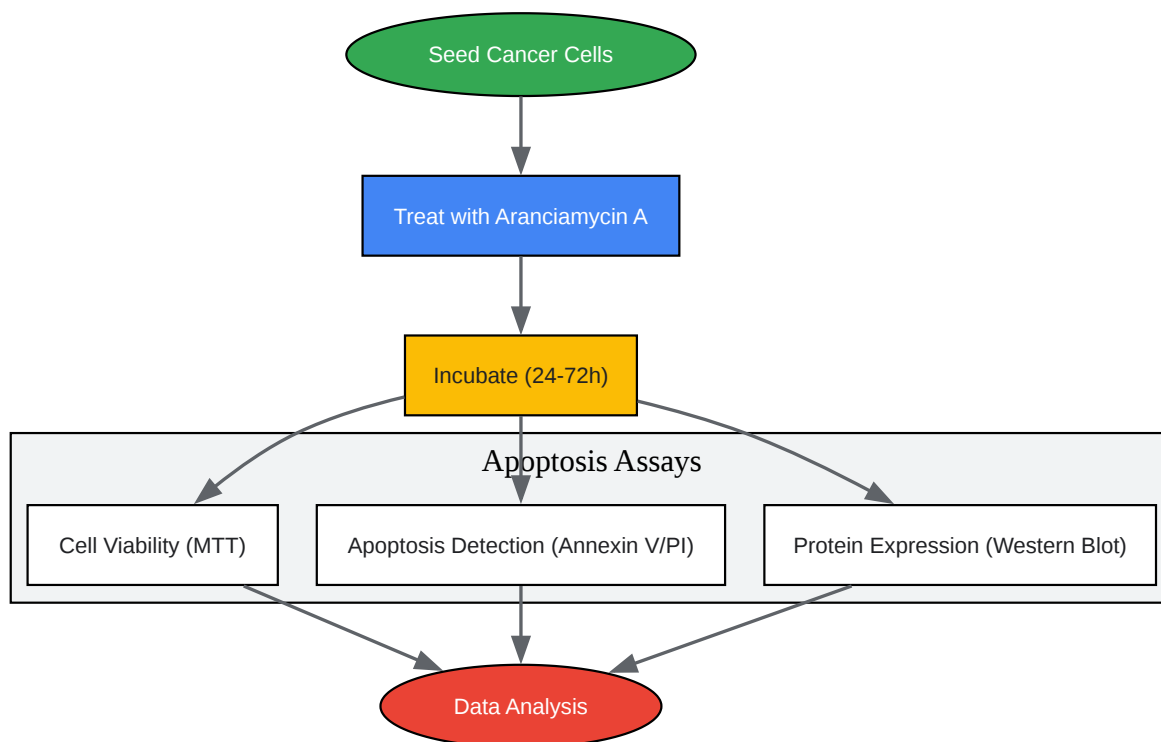 Seed Cancer Cells
Treat with Aranciamycin A
Incubate (24-72h)
Apoptosis Assays
Cell Viability (MTT)
Apoptosis Detection (Annexin V/PI)
Protein Expression (Western Blot)
Data Analysis